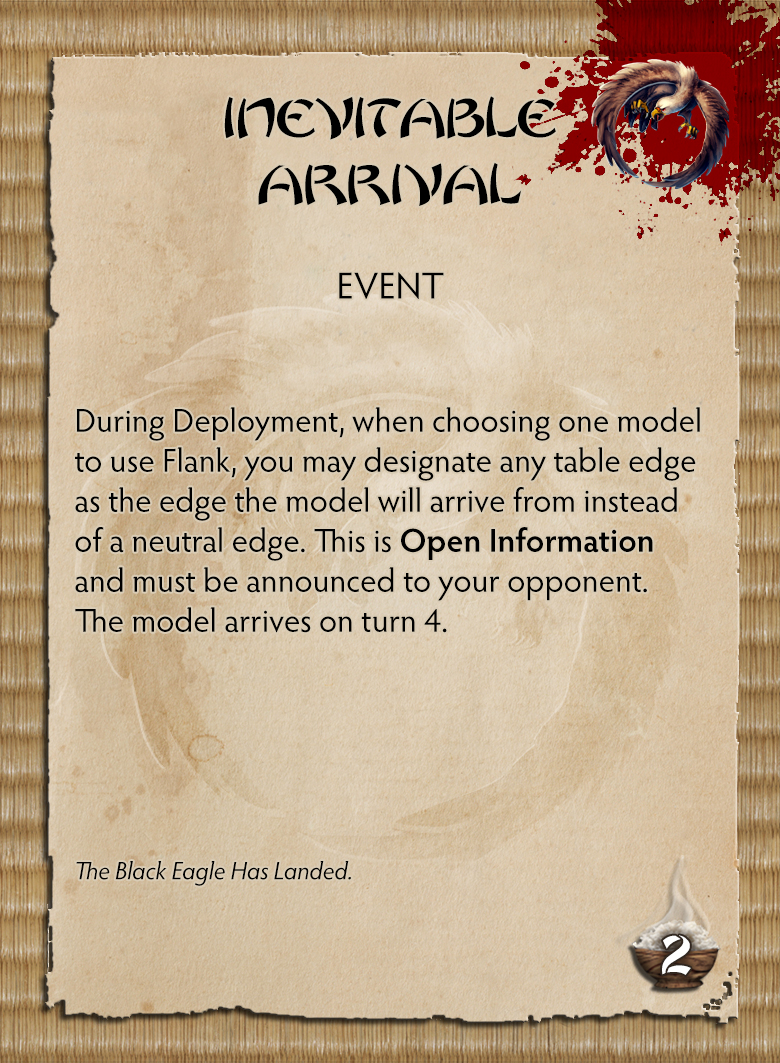 INEVITABLE
ARRIVAL
EVENT
During Deployment, when choosing one model
to use Flank, you may designate any table edge
as the edge the model will arrive from instead
of a neutral edge. This is Open Information
and must be announced to your opponent.
The model arrives on turn 4.
The Black Eagle Has Landed.
2